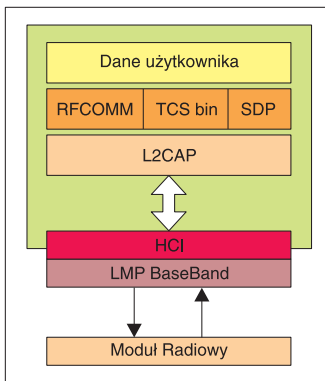 Dane użytkownika
RFCOMM TCS bin SDP
L2CAP
HCI
LMP BaseBand
Moduł Radiowy